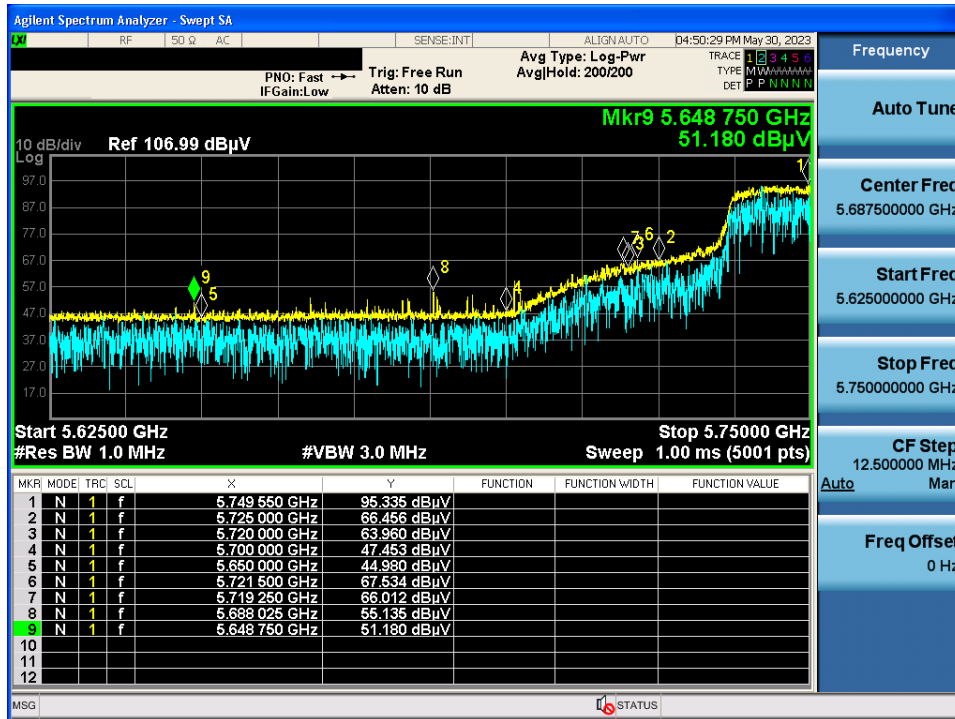 Agilent Spectrum Analyzer - Swept SA
LXI RF 50 Ω AC SENSE:INT ALIGN AUTO 04:50:29 PM May 30, 2023
Frequency
PNO: Fast
IFGain:Low
Trig: Free Run
Atten: 10 dB
Avg Type: Log-Pwr
Avg|Hold: 200/200
TRACE 1 2 3 4 5 6
TYPE M W W W W W
DET P P N N N N
Auto Tune
Mkr9 5.648 750 GHz
51.180 dBµV
10 dB/div Ref 106.99 dBµV
Log
97.0
87.0
77.0
67.0
57.0
47.0
37.0
27.0
17.0
1
2
3
4
5
6
7
8
9
Center Freq
5.687500000 GHz
Start Freq
5.625000000 GHz
Stop Freq
5.750000000 GHz
Start 5.62500 GHz Stop 5.75000 GHz
#Res BW 1.0 MHz #VBW 3.0 MHz Sweep 1.00 ms (5001 pts)
CF Step
12.500000 MHz
Auto Man
Freq Offset
0 Hz
MKR MODE TRC SCL X Y FUNCTION FUNCTION WIDTH FUNCTION VALUE
1 N 1 f 5.749 550 GHz 95.335 dBµV
2 N 1 f 5.725 000 GHz 66.456 dBµV
3 N 1 f 5.720 000 GHz 63.960 dBµV
4 N 1 f 5.700 000 GHz 47.453 dBµV
5 N 1 f 5.650 000 GHz 44.980 dBµV
6 N 1 f 5.721 500 GHz 67.534 dBµV
7 N 1 f 5.719 250 GHz 66.012 dBµV
8 N 1 f 5.688 025 GHz 55.135 dBµV
9 N 1 f 5.648 750 GHz 51.180 dBµV
10
11
12
MSG STATUS